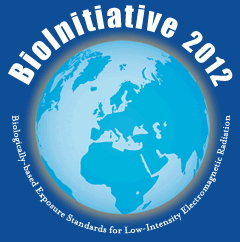 BioInitiative 2012
Biologically-based Exposure Standards for Low-Intensity Electromagnetic Radiation